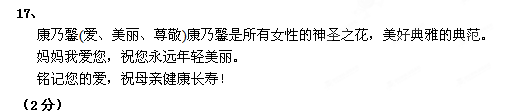 17、
康乃馨(爱、美丽、尊敬)康乃馨是所有女性的神圣之花，美好典雅的典范。
妈妈我爱您，祝您永远年轻美丽。
铭记您的爱，祝母亲健康长寿!
（2分）